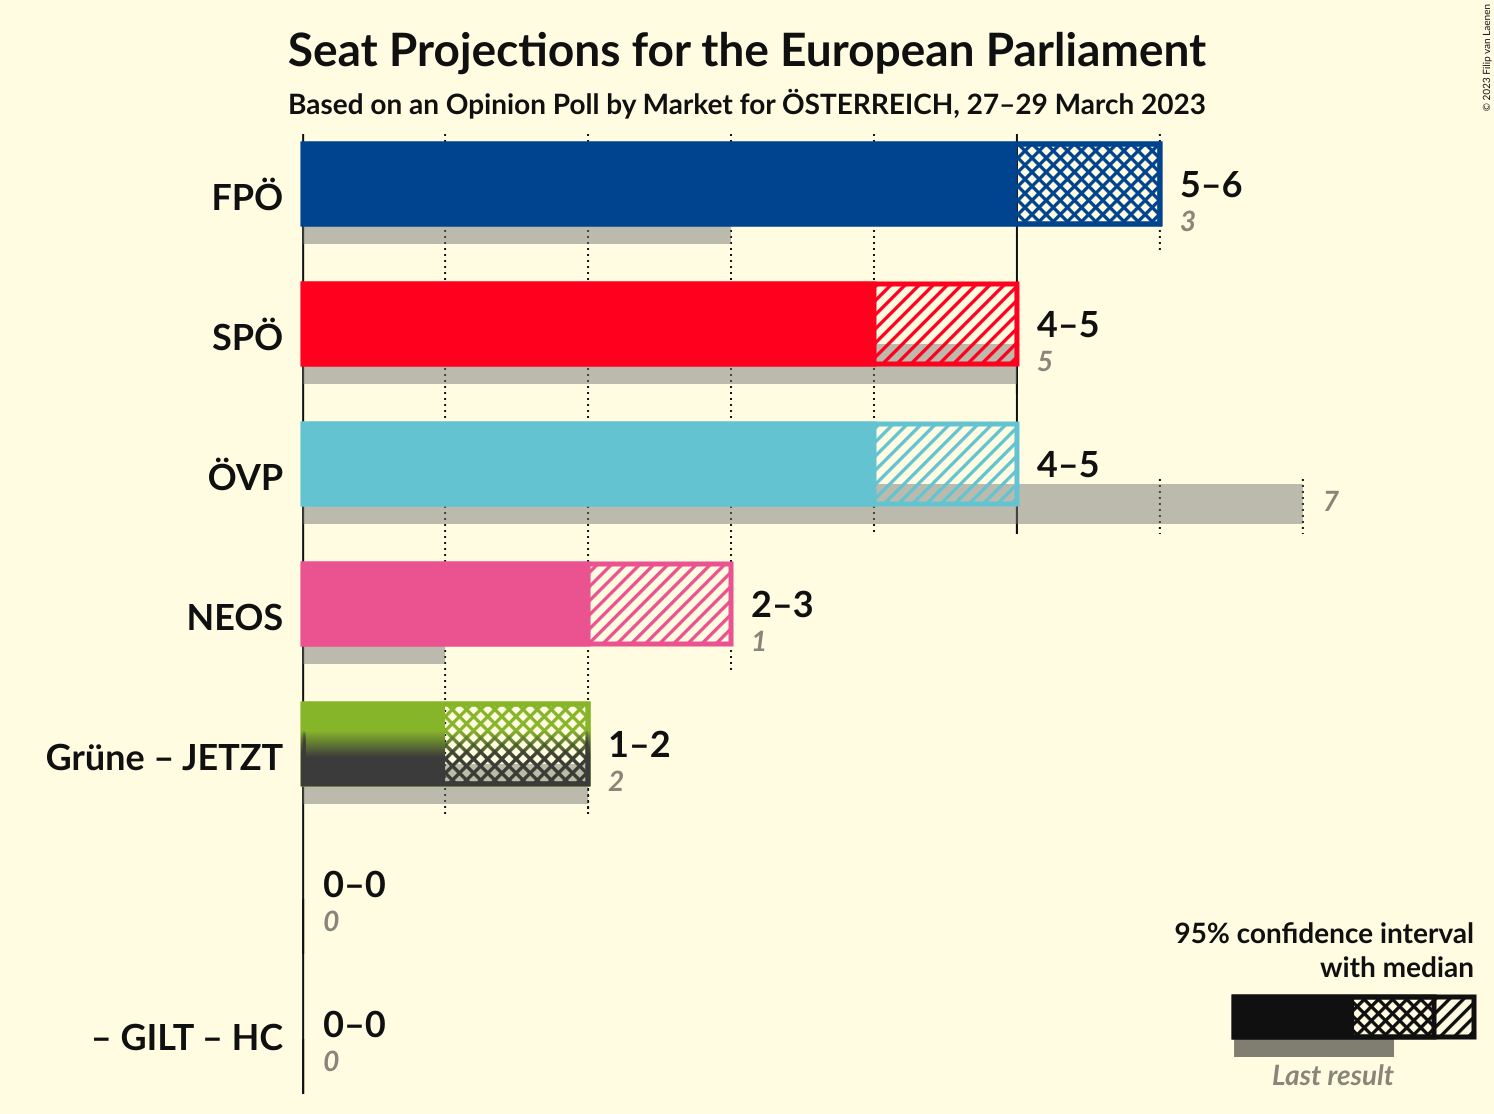 Seat Projections for the European Parliament
Based on an Opinion Poll by Market for ÖSTERREICH, 27–29 March 2023
© 2023 Filip van Laenen
FPÖ
5–6
3
SPÖ
4–5
5
ÖVP
4–5
7
NEOS
2–3
1
Grüne – JETZT
1–2
2
0–0
0
– GILT – HC
0–0
0
95% confidence interval
with median
Last result